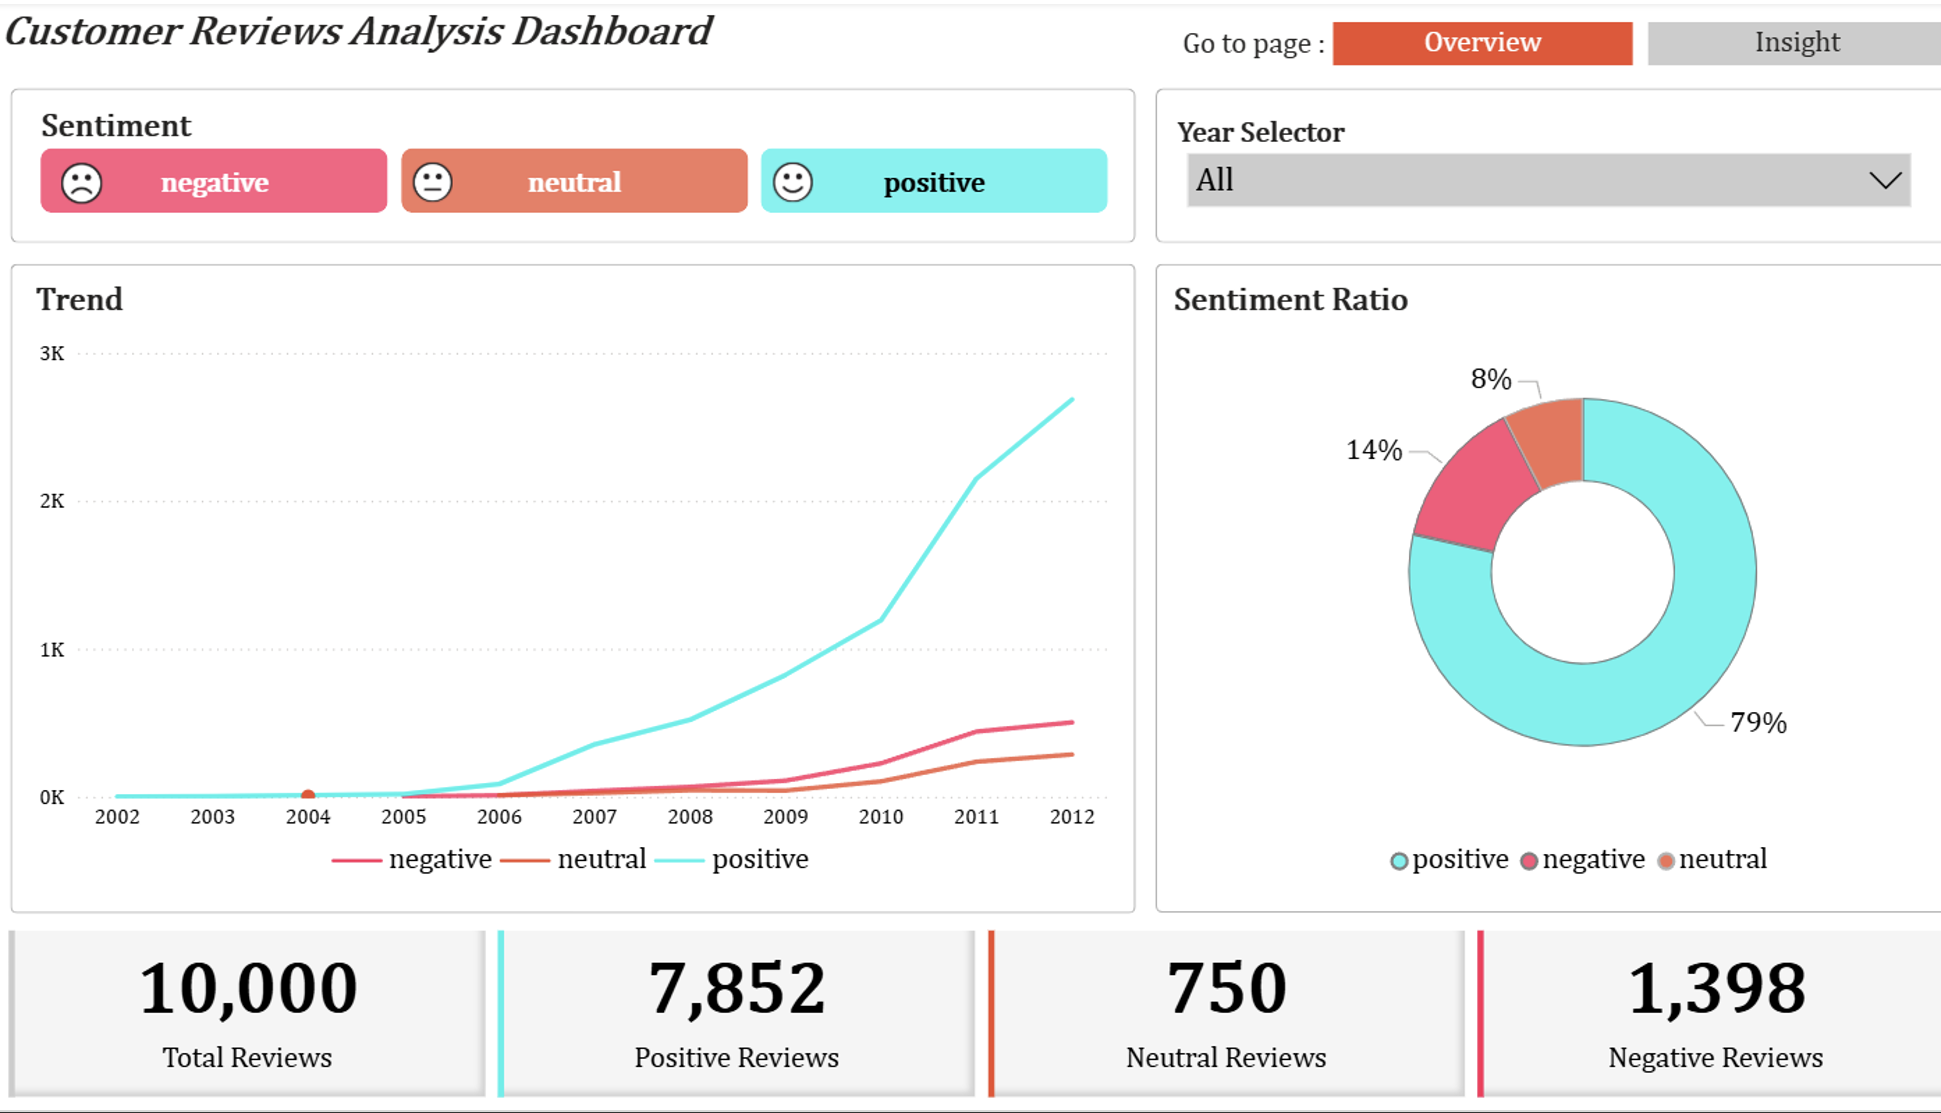 Customer Reviews Analysis Dashboard
Go to page :
Overview
Insight
Sentiment
negative
neutral
positive
Year Selector
All
Trend
3K
2K
1K
0K
2002 2003 2004 2005 2006 2007 2008 2009 2010 2011 2012
negative neutral positive
Sentiment Ratio
8%
14%
79%
positive negative neutral
10,000
Total Reviews
7,852
Positive Reviews
750
Neutral Reviews
1,398
Negative Reviews